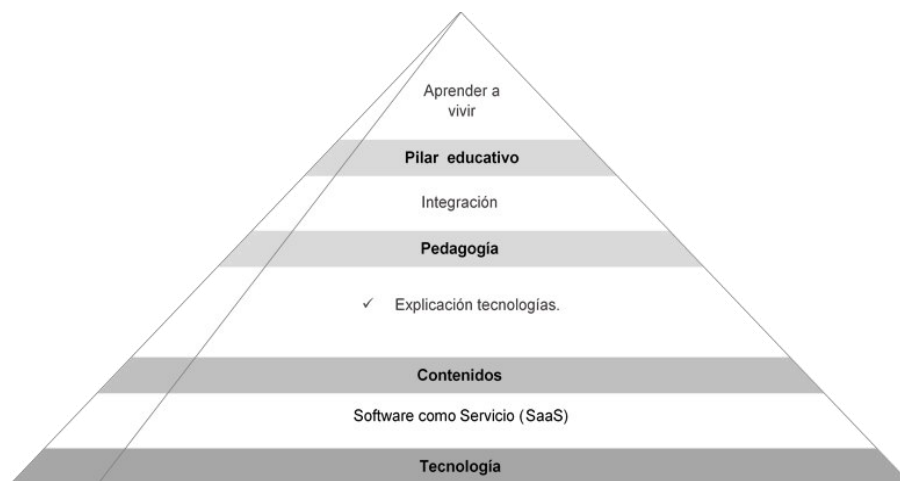 Aprender a
vivir
Pilar educativo
Integración
Pedagogía
✓ Explicación tecnologías.
Contenidos
Software como Servicio (SaaS)
Tecnología